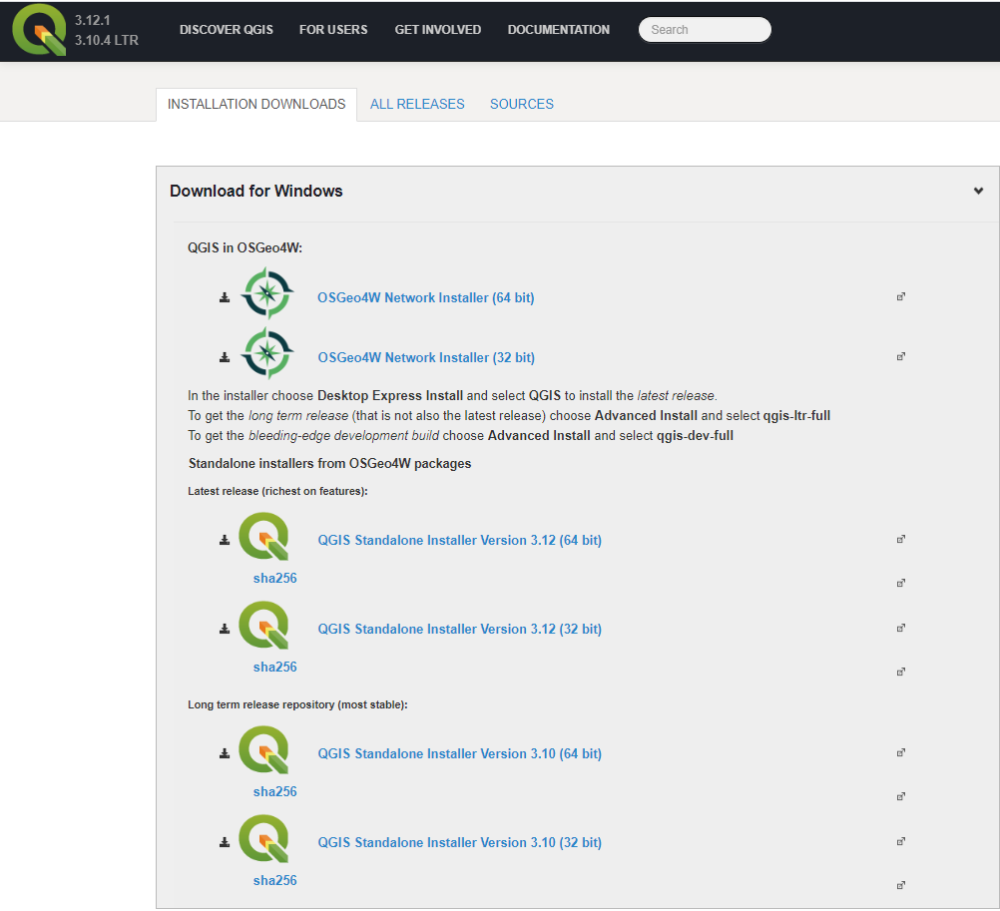 3.12.1
3.10.4 LTR
DISCOVER QGIS FOR USERS GET INVOLVED DOCUMENTATION Search
INSTALLATION DOWNLOADS ALL RELEASES SOURCES
Download for Windows
QGIS in OSGeo4W:
OSGeo4W Network Installer (64 bit)
OSGeo4W Network Installer (32 bit)
In the installer choose Desktop Express Install and select QGIS to install the latest release.
To get the long term release (that is not also the latest release) choose Advanced Install and select qgis-ltr-full
To get the bleeding-edge development build choose Advanced Install and select qgis-dev-full
Standalone installers from OSGeo4W packages
Latest release (richest on features):
QGIS Standalone Installer Version 3.12 (64 bit)
sha256
QGIS Standalone Installer Version 3.12 (32 bit)
sha256
Long term release repository (most stable):
QGIS Standalone Installer Version 3.10 (64 bit)
sha256
QGIS Standalone Installer Version 3.10 (32 bit)
sha256